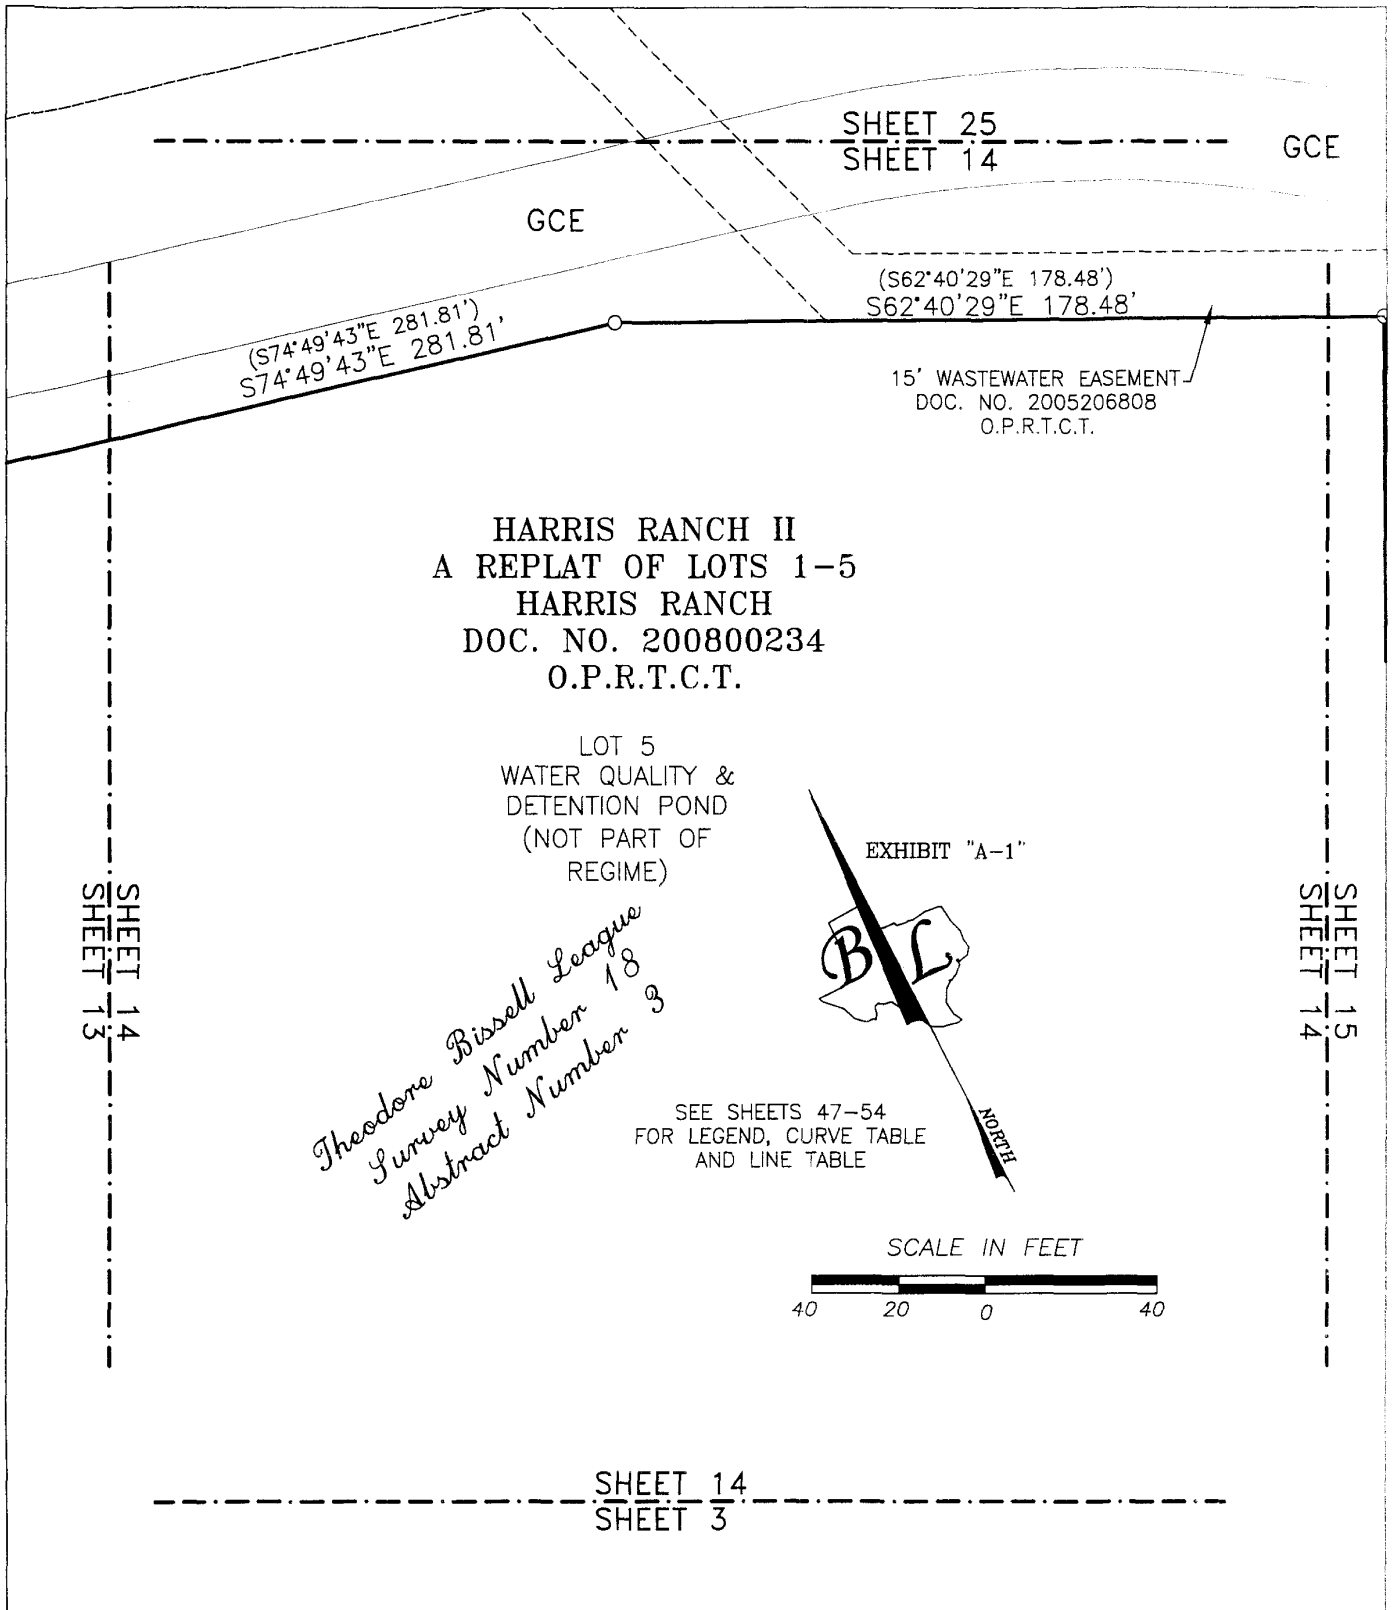 SHEET 25
SHEET 14
GCE
GCE
(S62°40'29"E 178.48')
S62°40'29"E 178.48'
(S74°49'43"E 281.81')
S74°49'43"E 281.81'
15' WASTEWATER EASEMENT
DOC. NO. 2005206808
O.P.R.T.C.T.
HARRIS RANCH II
A REPLAT OF LOTS 1-5
HARRIS RANCH
DOC. NO. 200800234
O.P.R.T.C.T.
LOT 5
WATER QUALITY &
DETENTION POND
(NOT PART OF
REGIME)
EXHIBIT "A-1"
B L
SHEET 14
SHEET 13
SHEET 15
SHEET 14
Theodore Bissell League
Survey Number 18
Abstract Number 3
SEE SHEETS 47-54
FOR LEGEND, CURVE TABLE
AND LINE TABLE
NORTH
SCALE IN FEET
40 20 0 40
SHEET 14
SHEET 3